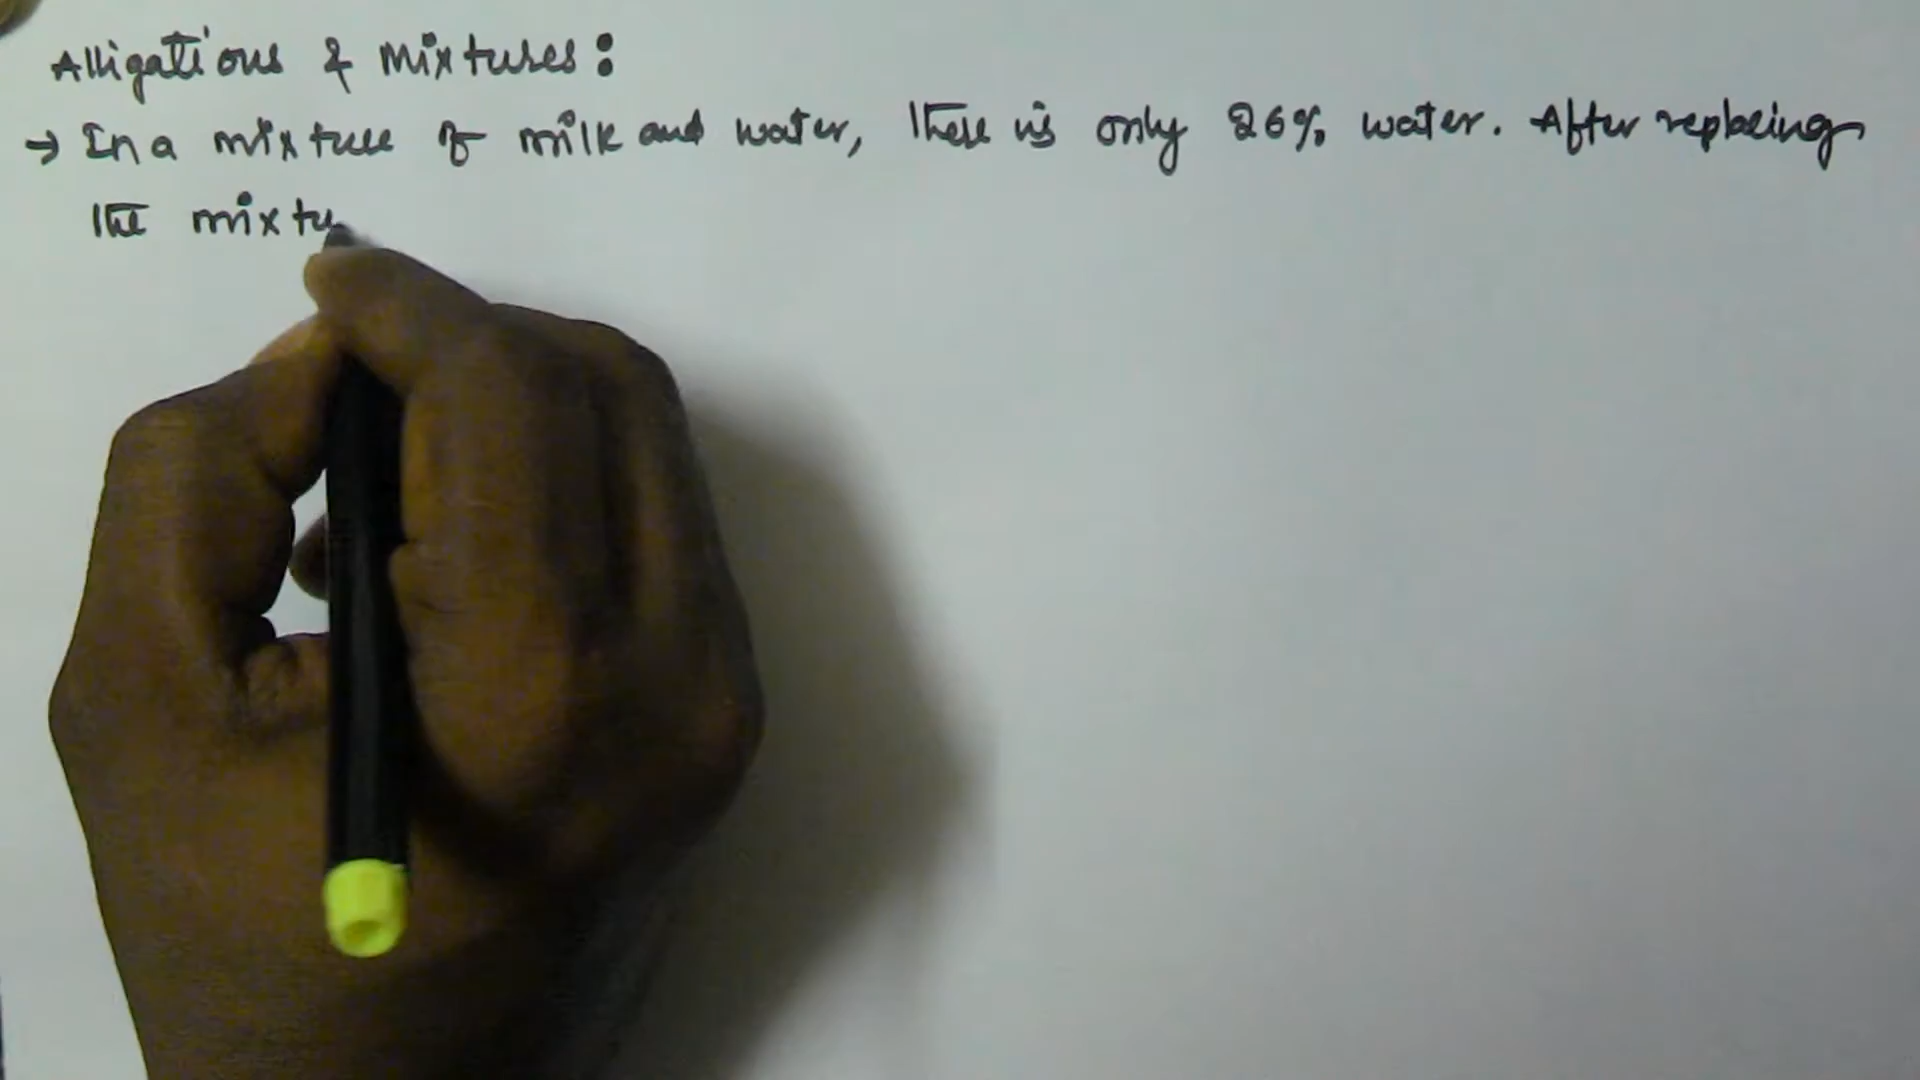 Alligations & Mixtures:
→ In a mixture of milk and water, there is only 26% water. After replacing
the mixtu